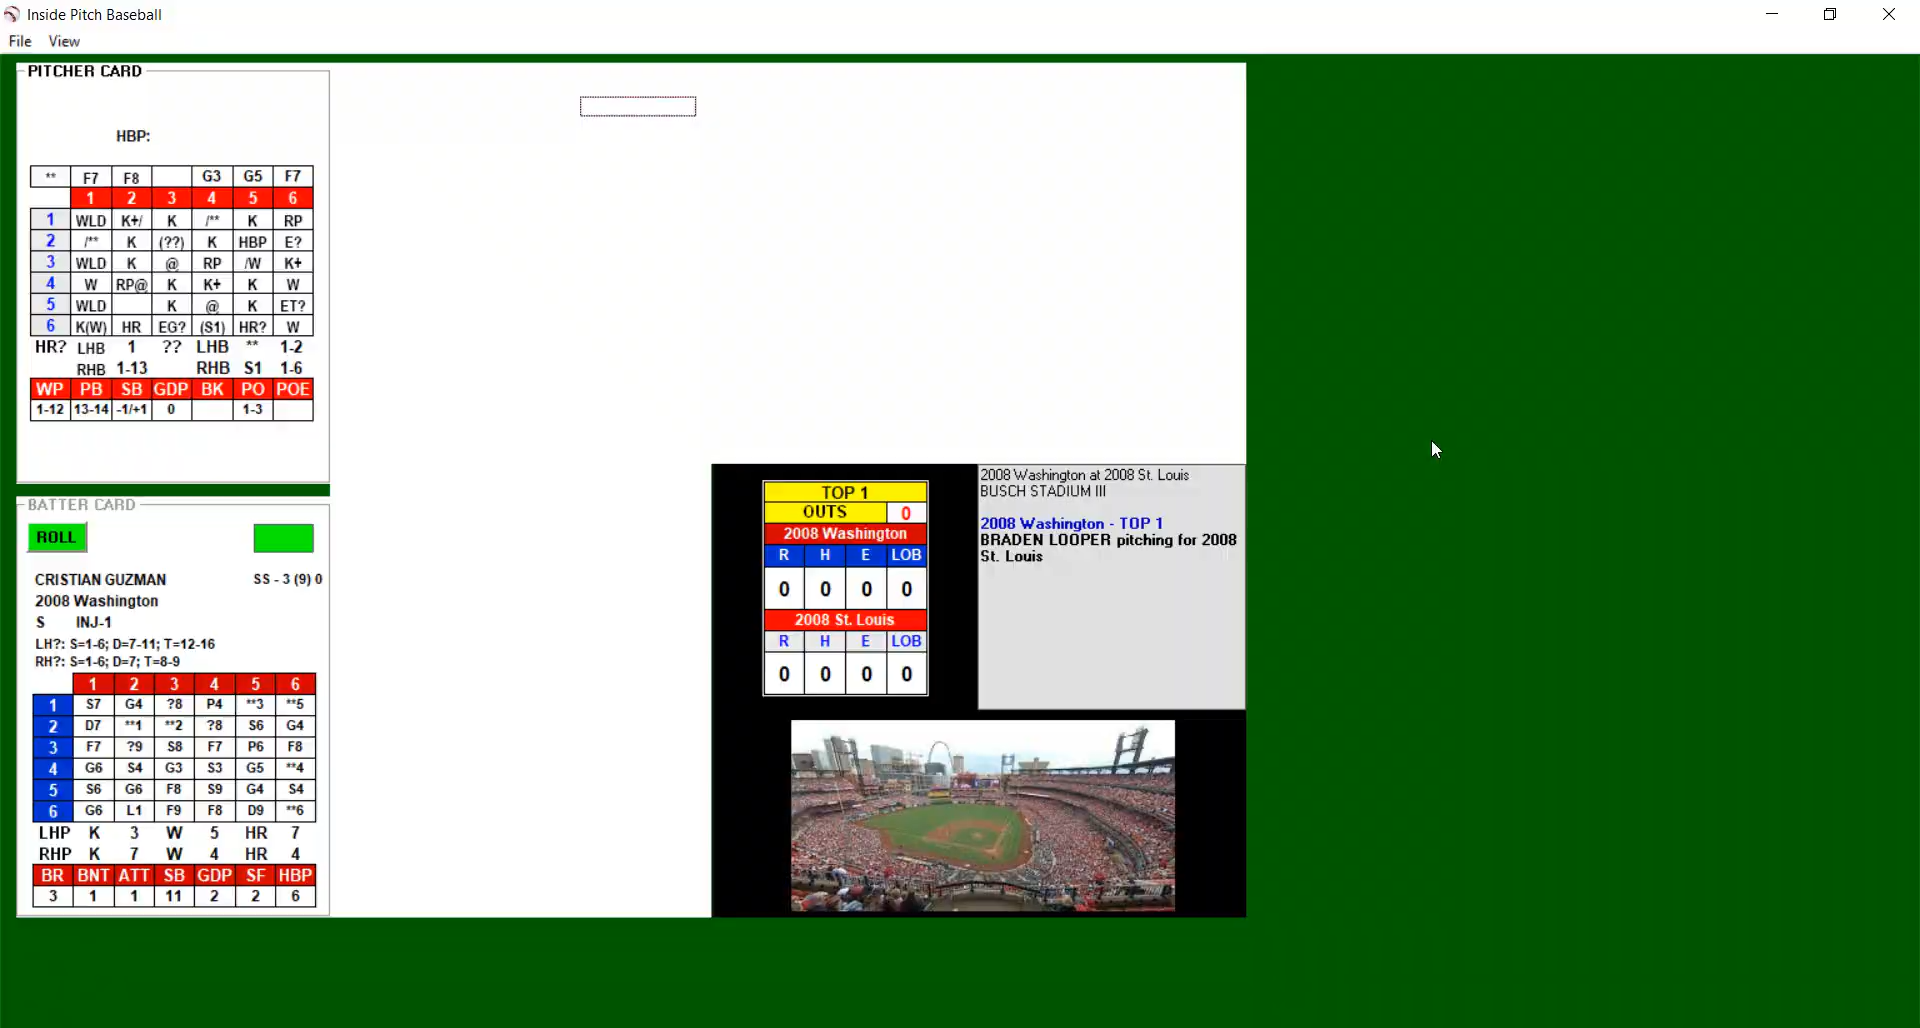 Inside Pitch Baseball
File View
PITCHER CARD
HBP:
** F7 F8 G3 G5 F7
1 2 3 4 5 6
1 WLD K+/ K /** K RP
2 /** K (??) K HBP E?
3 WLD K @ RP /W K+
4 W RP@ K K+ K W
5 WLD K @ K ET?
6 K(W) HR EG? (S1) HR? W
HR? LHB 1 ?? LHB ** 1-2
RHB 1-13 RHB S1 1-6
WP PB SB GDP BK PO POE
1-12 13-14 -1/+1 0 1-3
BATTER CARD
ROLL
CRISTIAN GUZMAN SS - 3 (9) 0
2008 Washington
S INJ-1
LH?: S=1-6; D=7-11; T=12-16
RH?: S=1-6; D=7; T=8-9
1 2 3 4 5 6
1 S7 G4 ?8 P4 **3 **5
2 D7 **1 **2 ?8 S6 G4
3 F7 ?9 S8 F7 P6 F8
4 G6 S4 G3 S3 G5 **4
5 S6 G6 F8 S9 G4 S4
6 G6 L1 F9 F8 D9 **6
LHP K 3 W 5 HR 7
RHP K 7 W 4 HR 4
BR BNT ATT SB GDP SF HBP
3 1 1 11 2 2 6
TOP 1
OUTS 0
2008 Washington
R H E LOB
0 0 0 0
2008 St. Louis
R H E LOB
0 0 0 0
2008 Washington at 2008 St. Louis
BUSCH STADIUM III
2008 Washington - TOP 1
BRADEN LOOPER pitching for 2008
St. Louis